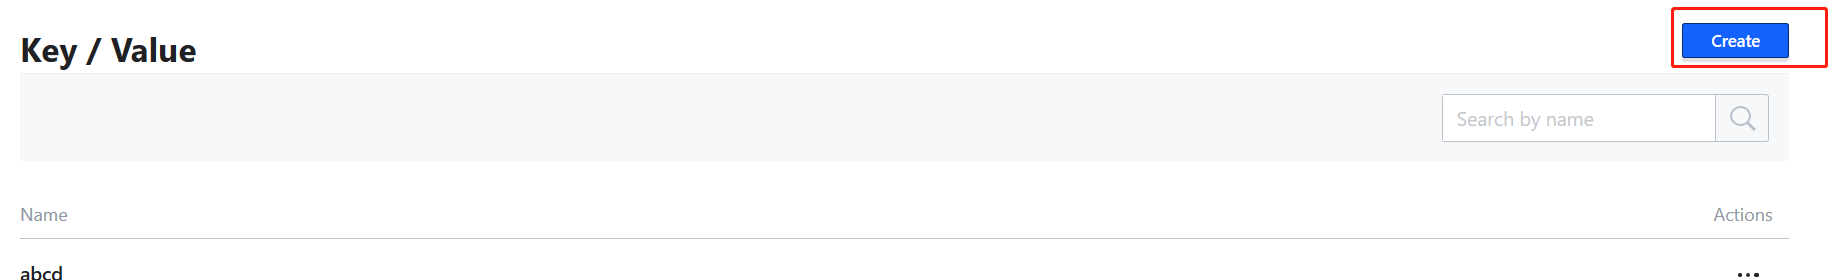 Key / Value
Create
Search by name
Name
Actions
abcd